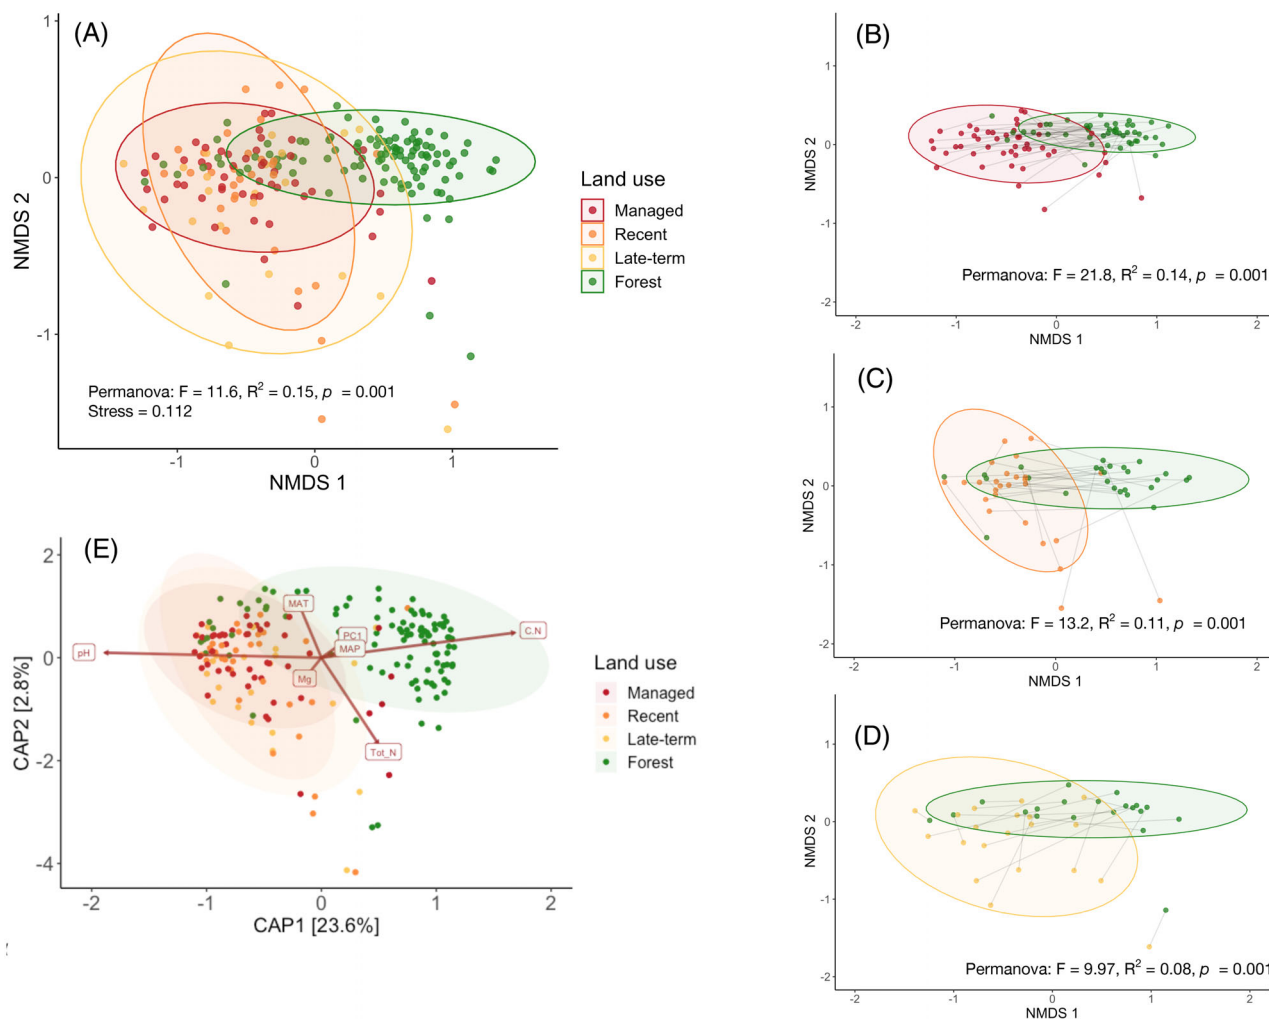 (A)
1
0
-1
NMDS 2
-1
0
1
NMDS 1
Permanova: F = 11.6, R² = 0.15, p = 0.001
Stress = 0.112
Land use
Managed
Recent
Late-term
Forest
(B)
1
0
-1
-2
NMDS 2
Permanova: F = 21.8, R² = 0.14, p = 0.001
-2
-1
0
1
2
NMDS 1
(C)
1
0
-1
-2
NMDS 2
Permanova: F = 13.2, R² = 0.11, p = 0.001
-2
-1
0
1
2
NMDS 1
(D)
1
0
-1
-2
NMDS 2
Permanova: F = 9.97, R² = 0.08, p = 0.001
-2
-1
0
1
2
NMDS 1
(E)
2
0
-2
-4
CAP2 [2.8%]
MAT
PC1
MAP
C.N
pH
Mg
Tot_N
-2
-1
0
1
2
CAP1 [23.6%]
Land use
Managed
Recent
Late-term
Forest